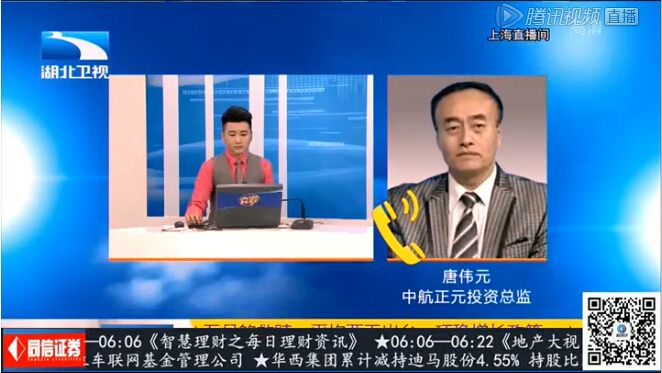 腾讯视频 直播
上海直播间
湖北卫视
唐伟元
中航正元投资总监
同信证券
—06:06《智慧理财之每日理财资讯》 ★06:06—06:22《地产大视
车联网基金管理公司 ★华西集团累计减持迪马股份4.55% 持股比